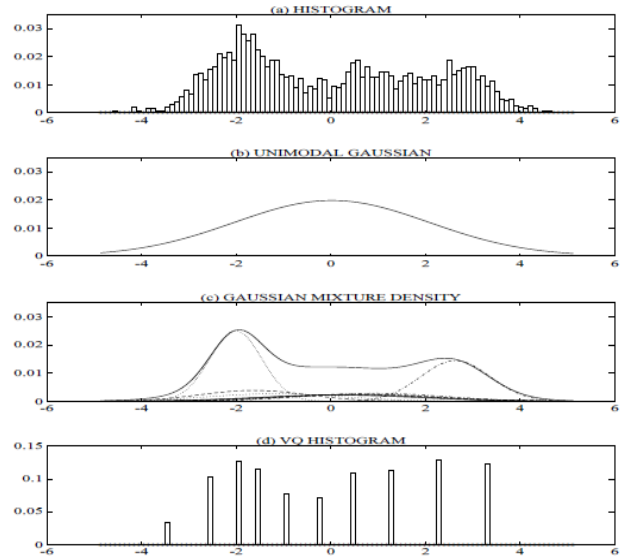 (a) HISTOGRAM
0.03
0.02
0.01
0
-6 -4 -2 0 2 4 6
(b) UNIMODAL GAUSSIAN
0.03
0.02
0.01
0
-6 -4 -2 0 2 4 6
(c) GAUSSIAN MIXTURE DENSITY
0.03
0.02
0.01
0
-6 -4 -2 0 2 4 6
(d) VQ HISTOGRAM
0.15
0.1
0.05
0
-6 -4 -2 0 2 4 6